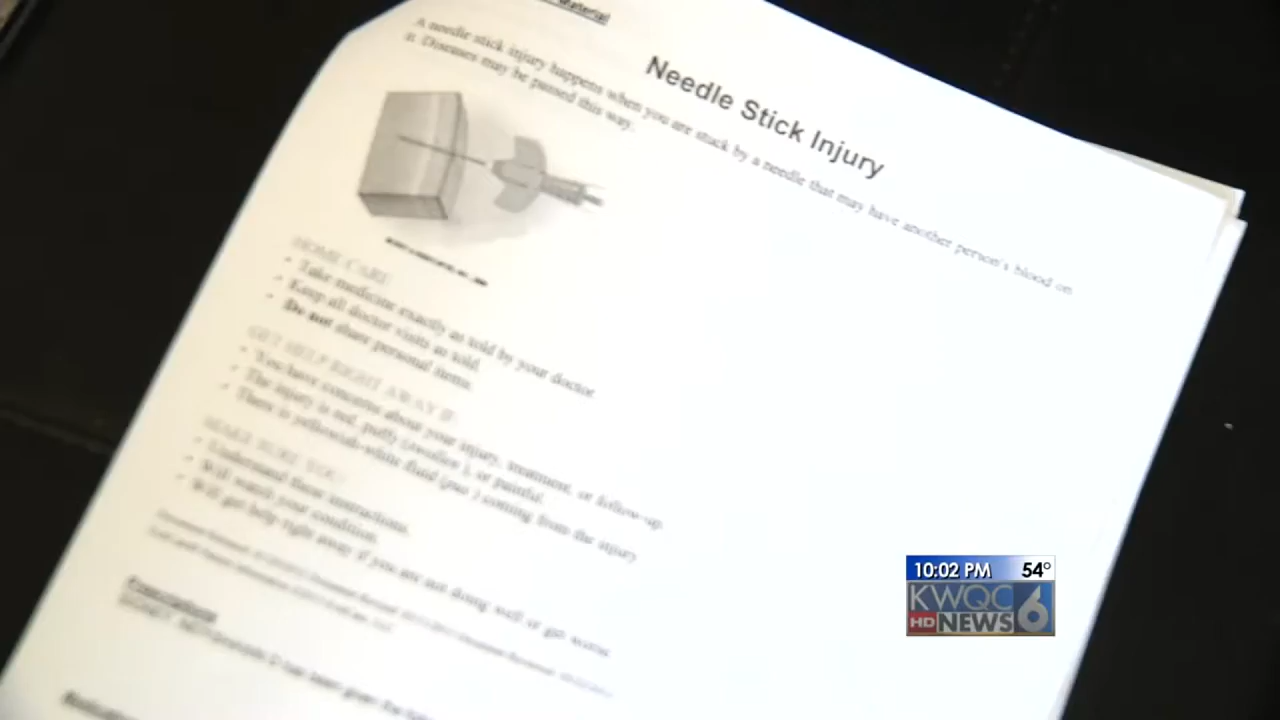 Material
Needle Stick Injury
A needle stick injury happens when you are stuck by a needle that may have another person's blood on
it. Diseases may be passed this way.
HOME CARE
- Take medicine exactly as told by your doctor.
- Keep all doctor visits as told.
- Do not share personal items.
GET HELP RIGHT AWAY IF:
- You have concerns about your injury, treatment, or follow-up.
- The injury is red, puffy (swollen), or painful.
- There is yellowish-white fluid (pus) coming from the injury
MAKE SURE YOU:
- Understand these instructions.
- Will watch your condition.
- Will get help right away if you are not doing well or get worse.
10:02 PM 54°
KWQC 6
HD NEWS